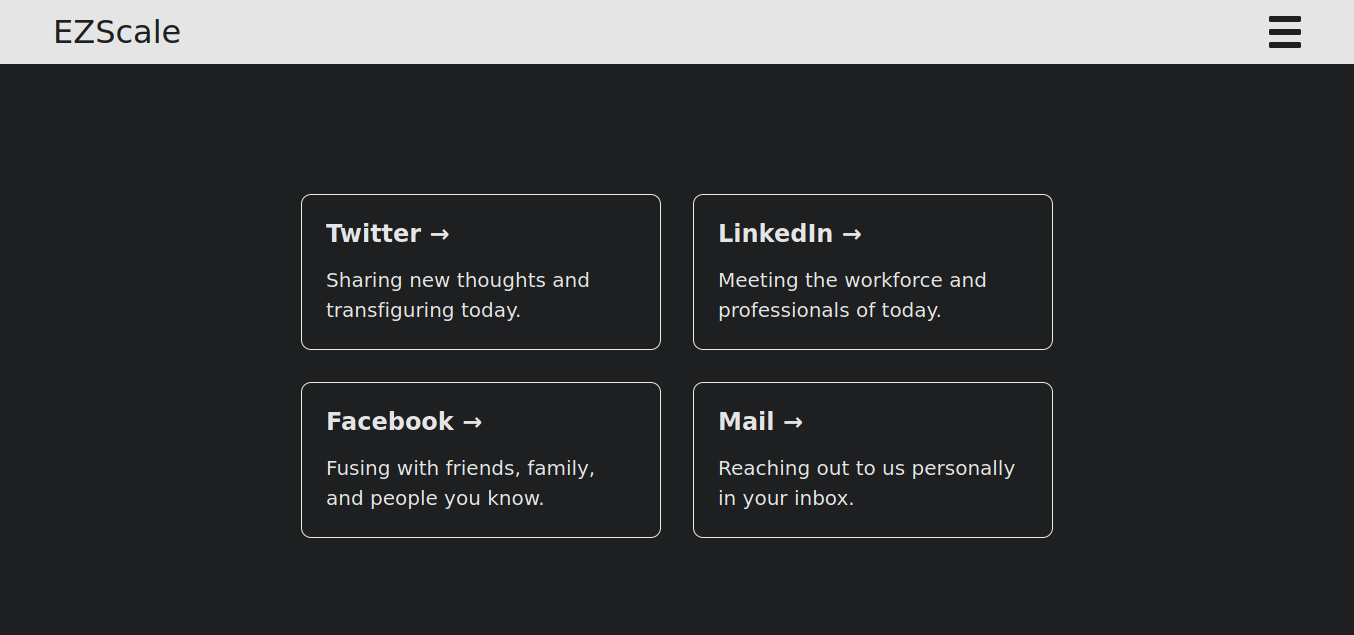 EZScale
Twitter →
Sharing new thoughts and
transfiguring today.
LinkedIn →
Meeting the workforce and
professionals of today.
Facebook →
Fusing with friends, family,
and people you know.
Mail →
Reaching out to us personally
in your inbox.